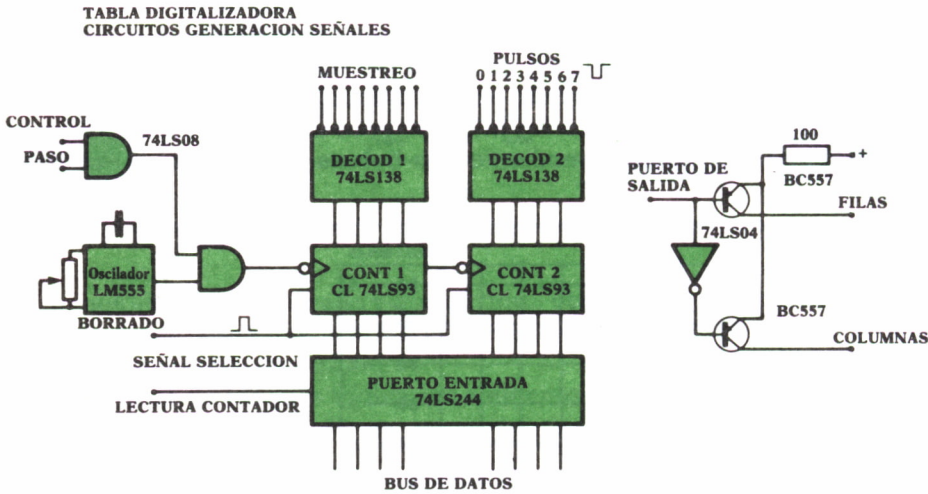 TABLA DIGITALIZADORA
CIRCUITOS GENERACION SEÑALES
MUESTREO
PULSOS
0 1 2 3 4 5 6 7
CONTROL
PASO
74LS08
DECOD 1
74LS138
DECOD 2
74LS138
Oscilador
LM555
CONT 1
CL 74LS93
CONT 2
CL 74LS93
BORRADO
SEÑAL SELECCION
LECTURA CONTADOR
PUERTO ENTRADA
74LS244
BUS DE DATOS
100
+
BC557
PUERTO DE
SALIDA
FILAS
74LS04
BC557
COLUMNAS